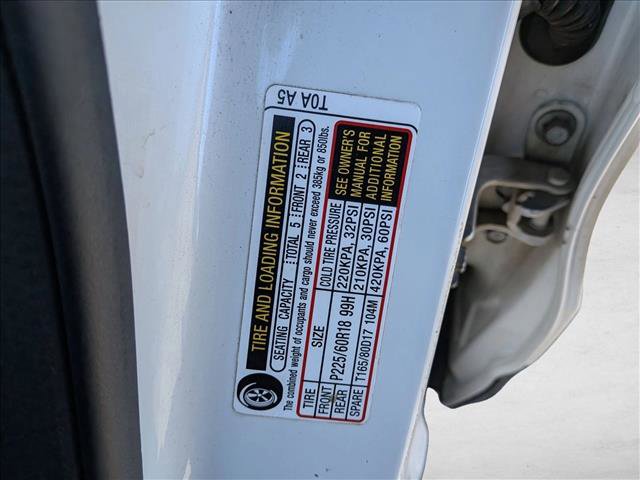 T0A A5
TIRE AND LOADING INFORMATION
SEATING CAPACITY TOTAL 5 FRONT 2 REAR 3
The combined weight of occupants and cargo should never exceed 385kg or 850lbs.
TIRE SIZE COLD TIRE PRESSURE
FRONT P225/60R18 99H 220KPA, 32PSI
REAR 210KPA, 30PSI
SPARE T165/80D17 104M 420KPA, 60PSI
SEE OWNER'S
MANUAL FOR
ADDITIONAL
INFORMATION